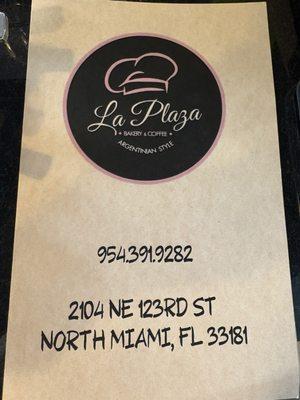 La Plaza
BAKERY & COFFEE
ARGENTINIAN STYLE
954.391.9282
2104 NE 123RD ST
NORTH MIAMI, FL 33181